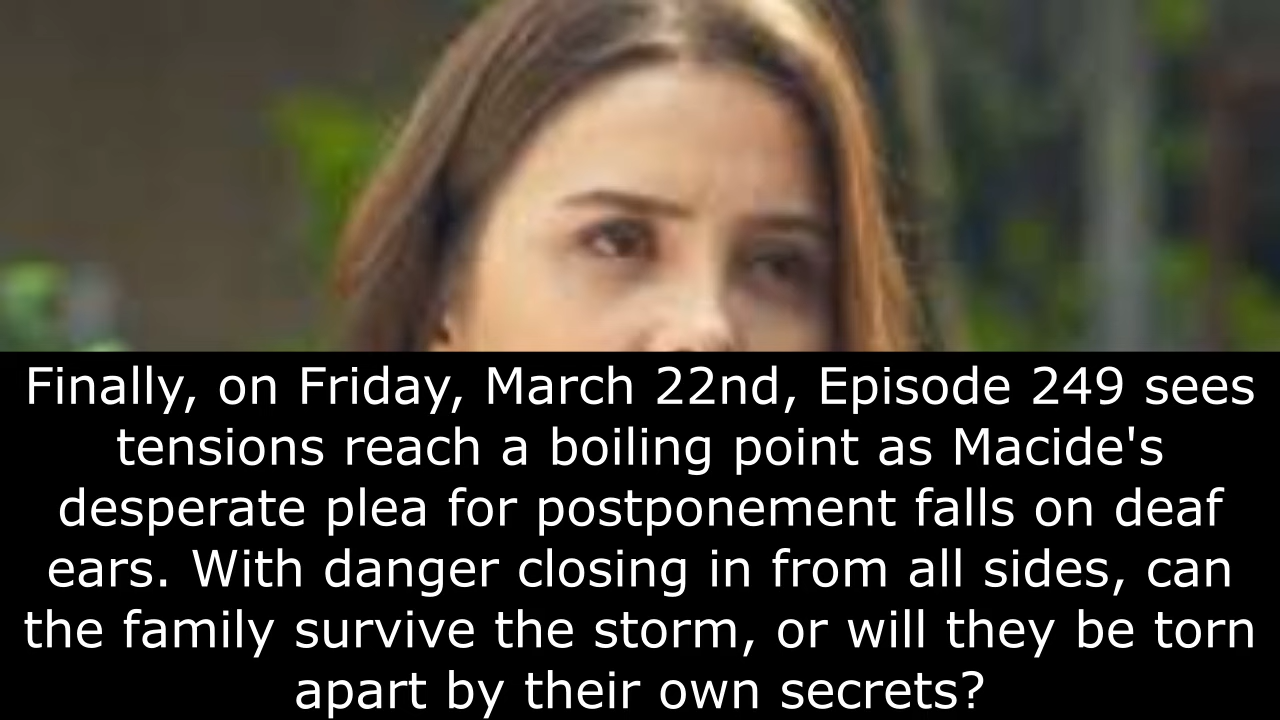 Finally, on Friday, March 22nd, Episode 249 sees
tensions reach a boiling point as Macide's
desperate plea for postponement falls on deaf
ears. With danger closing in from all sides, can
the family survive the storm, or will they be torn
apart by their own secrets?